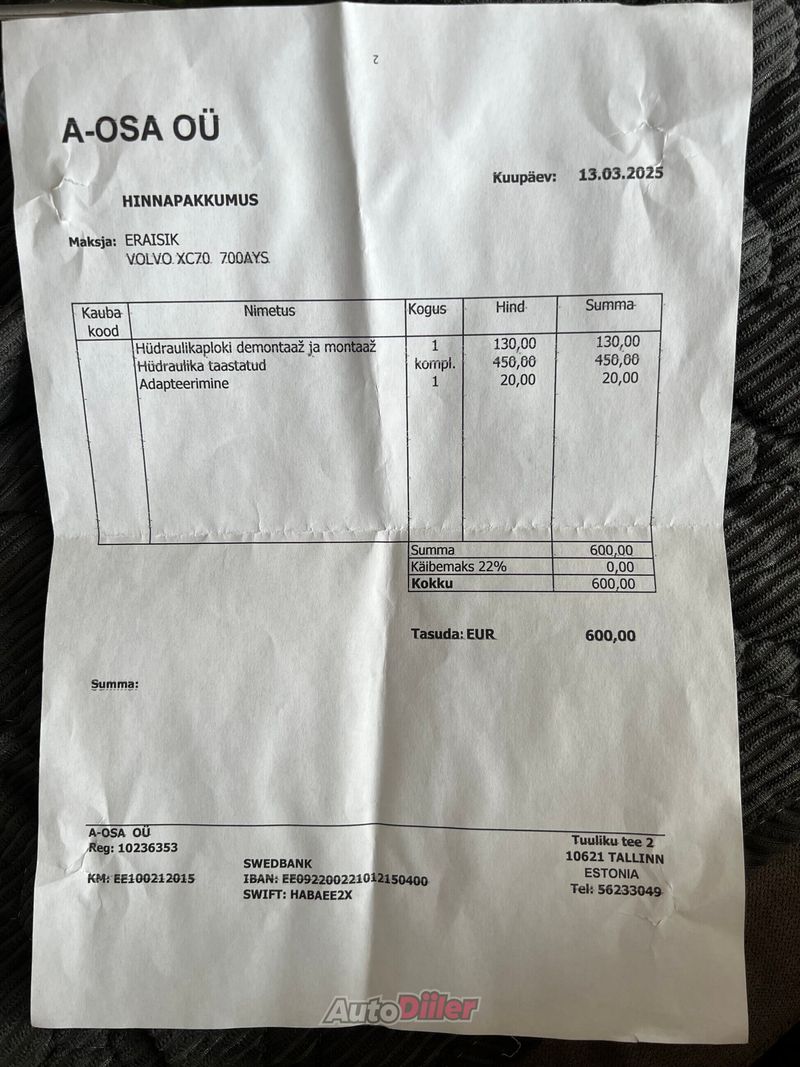 2
A-OSA OÜ
Kuupäev: 13.03.2025
HINNAPAKKUMUS
Maksja: ERAISIK
VOLVO XC70 700AYS
Kauba kood Nimetus Kogus Hind Summa
Hüdraulikaploki demontaaž ja montaaž 1 130,00 130,00
Hüdraulika taastatud kompl. 450,00 450,00
Adapteerimine 1 20,00 20,00
Summa 600,00
Käibemaks 22% 0,00
Kokku 600,00
Tasuda: EUR 600,00
Summa:
A-OSA OÜ
Reg: 10236353
KM: EE100212015
SWEDBANK
IBAN: EE092200221012150400
SWIFT: HABAEE2X
Tuuliku tee 2
10621 TALLINN
ESTONIA
Tel: 56233049
AutoDiiler